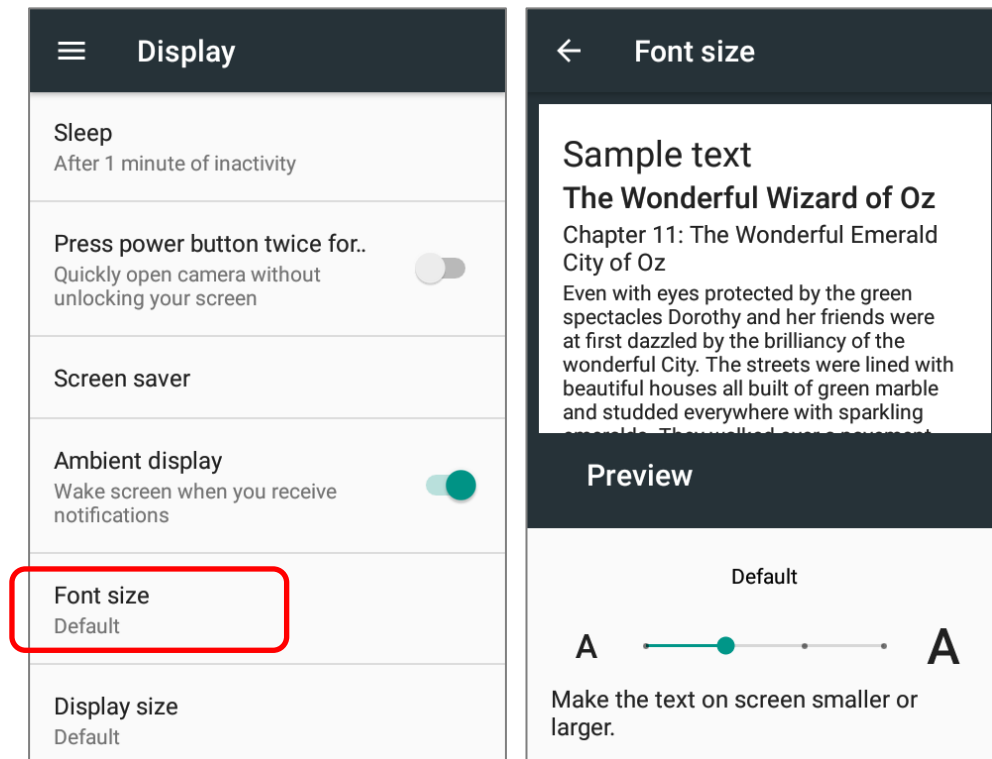 Display
Sleep
After 1 minute of inactivity
Press power button twice for..
Quickly open camera without
unlocking your screen
Screen saver
Ambient display
Wake screen when you receive
notifications
Font size
Default
Display size
Default
Font size
Sample text
The Wonderful Wizard of Oz
Chapter 11: The Wonderful Emerald
City of Oz
Even with eyes protected by the green
spectacles Dorothy and her friends were
at first dazzled by the brilliancy of the
wonderful City. The streets were lined with
beautiful houses all built of green marble
and studded everywhere with sparkling
Preview
Default
A A
Make the text on screen smaller or
larger.